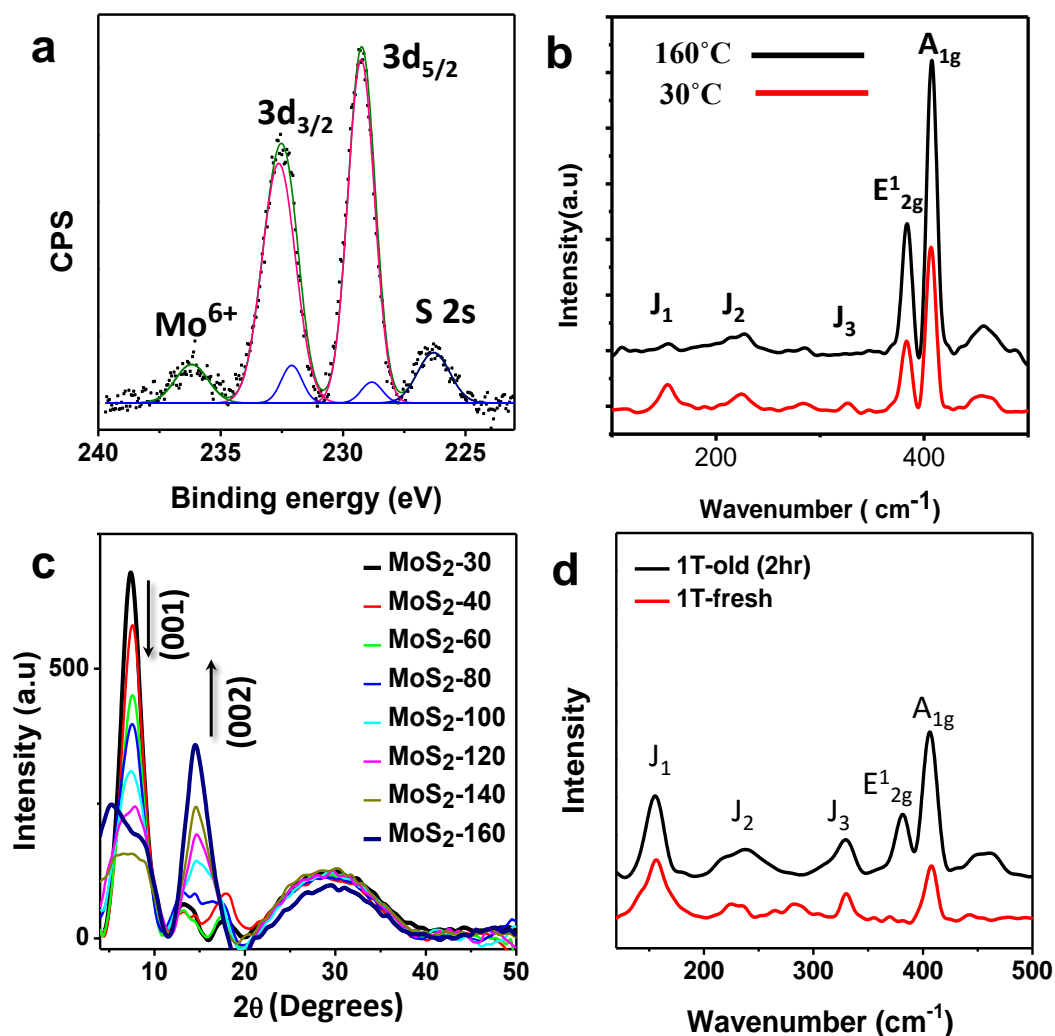 a
3d5/2
3d3/2
Mo6+
S 2s
CPS
240 235 230 225
Binding energy (eV)
b
160°C
30°C
A1g
E12g
J1 J2 J3
Intensity(a.u)
200 400
Wavenumber ( cm-1)
c
(001)
(002)
MoS2-30
MoS2-40
MoS2-60
MoS2-80
MoS2-100
MoS2-120
MoS2-140
MoS2-160
Intensity (a.u)
500
0
10 20 30 40 50
2θ (Degrees)
d
1T-old (2hr)
1T-fresh
A1g
J1
J2
J3
E12g
Intensity
200 300 400 500
Wavenumber (cm-1)